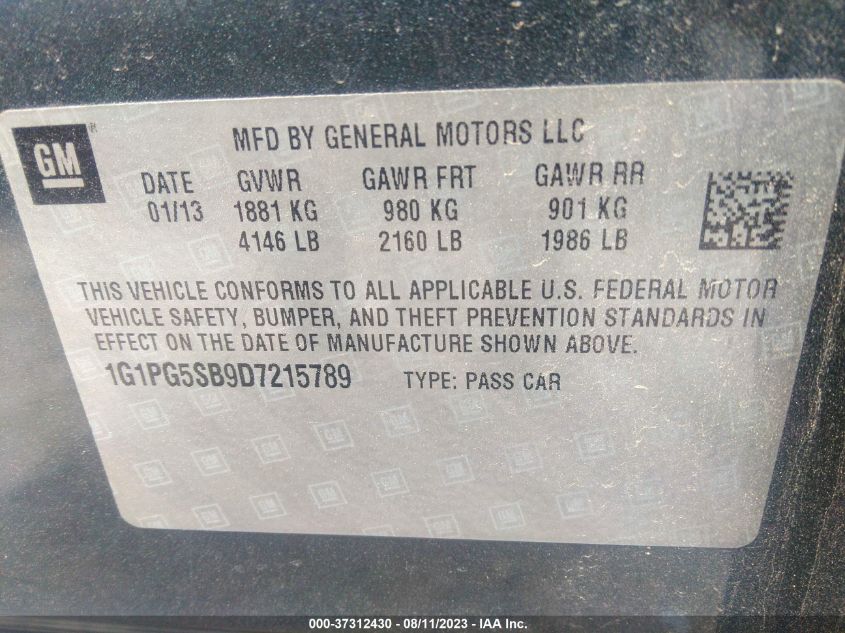 GM
MFD BY GENERAL MOTORS LLC
DATE GVWR GAWR FRT GAWR RR
01/13 1881 KG 980 KG 901 KG
4146 LB 2160 LB 1986 LB
THIS VEHICLE CONFORMS TO ALL APPLICABLE U.S. FEDERAL MOTOR
VEHICLE SAFETY, BUMPER, AND THEFT PREVENTION STANDARDS IN
EFFECT ON THE DATE OF MANUFACTURE SHOWN ABOVE.
1G1PG5SB9D7215789 TYPE: PASS CAR
000-37312430 - 08/11/2023 - IAA Inc.